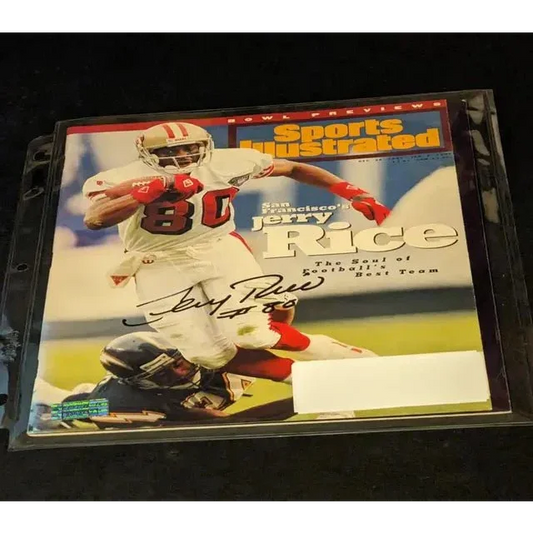 BOWL PREVIEWS
Sports
Illustrated
80
San
Francisco's
Jerry
Rice
The Soul of
Football's
Best Team
Jerry Rice
#80